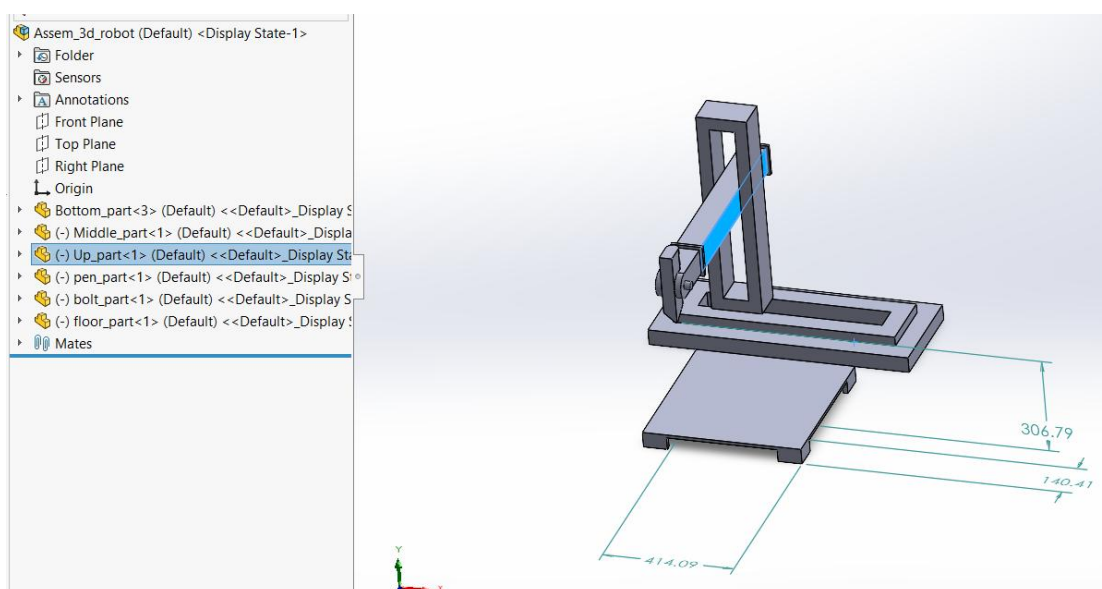 Assem_3d_robot (Default) <Display State-1>
Folder
Sensors
Annotations
Front Plane
Top Plane
Right Plane
Origin
Bottom_part<3> (Default) <<Default>_Display S
(-) Middle_part<1> (Default) <<Default>_Displa
(-) Up_part<1> (Default) <<Default>_Display Sta
(-) pen_part<1> (Default) <<Default>_Display S
(-) bolt_part<1> (Default) <<Default>_Display S
(-) floor_part<1> (Default) <<Default>_Display S
Mates
306.79
140.41
414.09
Y
X